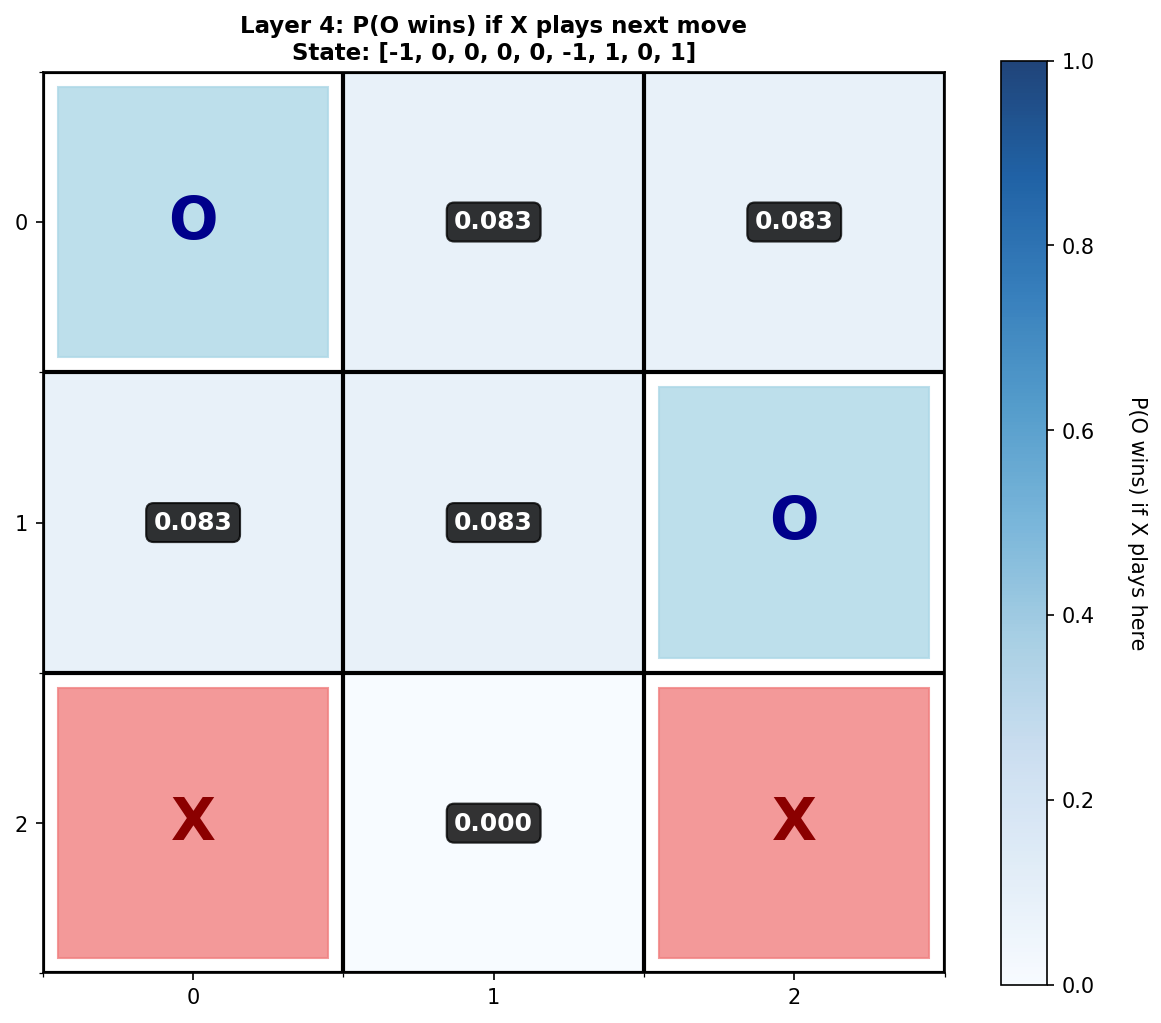 Layer 4: P(O wins) if X plays next move
State: [-1, 0, 0, 0, 0, -1, 1, 0, 1]
0
O
0.083
0.083
1
0.083
0.083
O
2
X
0.000
X
0
1
2
1.0
0.8
0.6
0.4
0.2
0.0
P(O wins) if X plays here